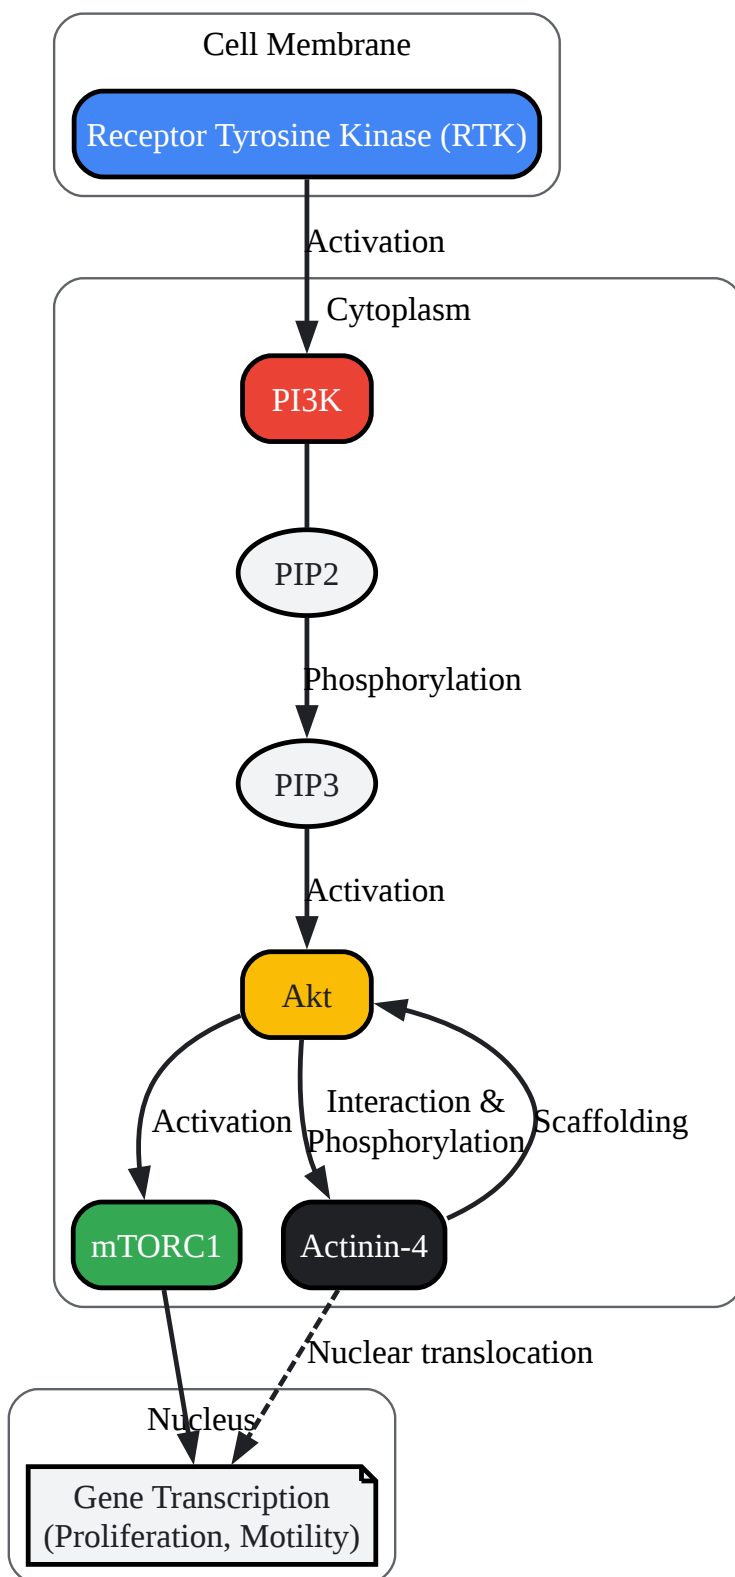 Cell Membrane
Receptor Tyrosine Kinase (RTK)
Activation
Cytoplasm
PI3K
PIP2
Phosphorylation
PIP3
Activation
Akt
Activation
Interaction &
Phosphorylation
Scaffolding
mTORC1
Actinin-4
Nuclear translocation
Nucleus
Gene Transcription
(Proliferation, Motility)